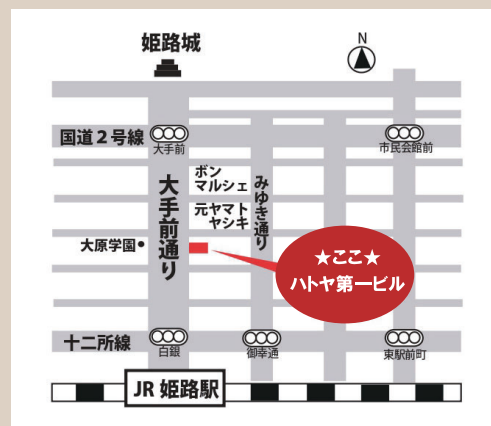 姫路城
N
国道2号線
大手前
市民会館前
ボン
マルシェ
みゆき通り
大手前通り
元ヤマト
ヤシキ
大原学園
★ここ★
ハトヤ第一ビル
十二所線
白銀
御幸通
東駅前町
JR 姫路駅